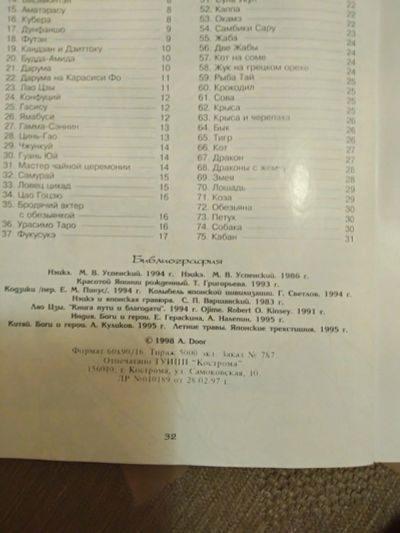 15. Аматэрасу 8
16. Кубера 8
17. Дунфаншо 9
18. Футэн 9
19. Кандзан и Дзиттоку 10
20. Будда-Амида 10
21. Дарума 10
22. Дарума на Карасиси Фо 11
23. Лао Цзы 11
24. Конфуций 12
25. Гасису 12
26. Ямабуси 12
27. Гамма-Сэннин 13
28. Цинь-Гао 13
29. Чжункуй 14
30. Гуань Юй 14
31. Мастер чайной церемонии 14
32. Самурай 15
33. Ловец цикад 15
34. Цао Гоцзю 16
35. Бродячий актер
с обезьянкой 16
36. Урасимо Таро 16
37. Фукусукэ 17
22
52. Каппа 22
53. Окамэ 22
54. Самбики Сару 22
55. Жаба 23
56. Две Жабы 23
57. Кот на соме 24
58. Жук на грецком орехе 24
59. Рыба Тай 25
60. Крокодил 25
61. Сова 25
62. Крыса 25
63. Крыса и черепаха 26
64. Бык 26
65. Тигр 26
66. Кот 27
67. Дракон 27
68. Драконы с 28
69. Змея 28
70. Лошадь 29
71. Коза 29
72. Обезьяна 30
73. Петух 30
74. Собака 30
75. Кабан 31
Библиография
Нэцкэ. М. В. Успенский. 1994 г. Нэцкэ. М. В. Успенский. 1986 г.
Красотой Японии рожденный. Т. Григорьева. 1993 г.
Кодзики /пер. Е. М. Пинус/. 1994 г. Колыбель японской цивилизации. Г. Светлов. 1994 г.
Нэцкэ и японская гравюра. С. П. Варшавский. 1983 г.
Лао Цзы. "Книга пути и благодати". 1994 г. Ojime. Robert O. Kinsey. 1991 г.
Индия. Боги и герои. Е. Гераскина, А. Налепин. 1995 г.
Китай. Боги и герои. А. Куликов. 1995 г. Летние травы. Японские трехстишия. 1995 г.
© 1998 A. Door
Формат 60х90/16. Тираж 5000 экз. Заказ № 787.
Отпечатано ГУИПП "Кострома"
156010, г. Кострома, ул. Самоковская, 10.
ЛР №010189 от 28.02.97 г.
32